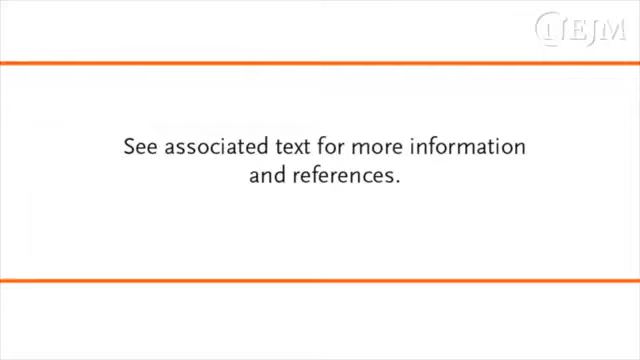 NEJM
See associated text for more information
and references.